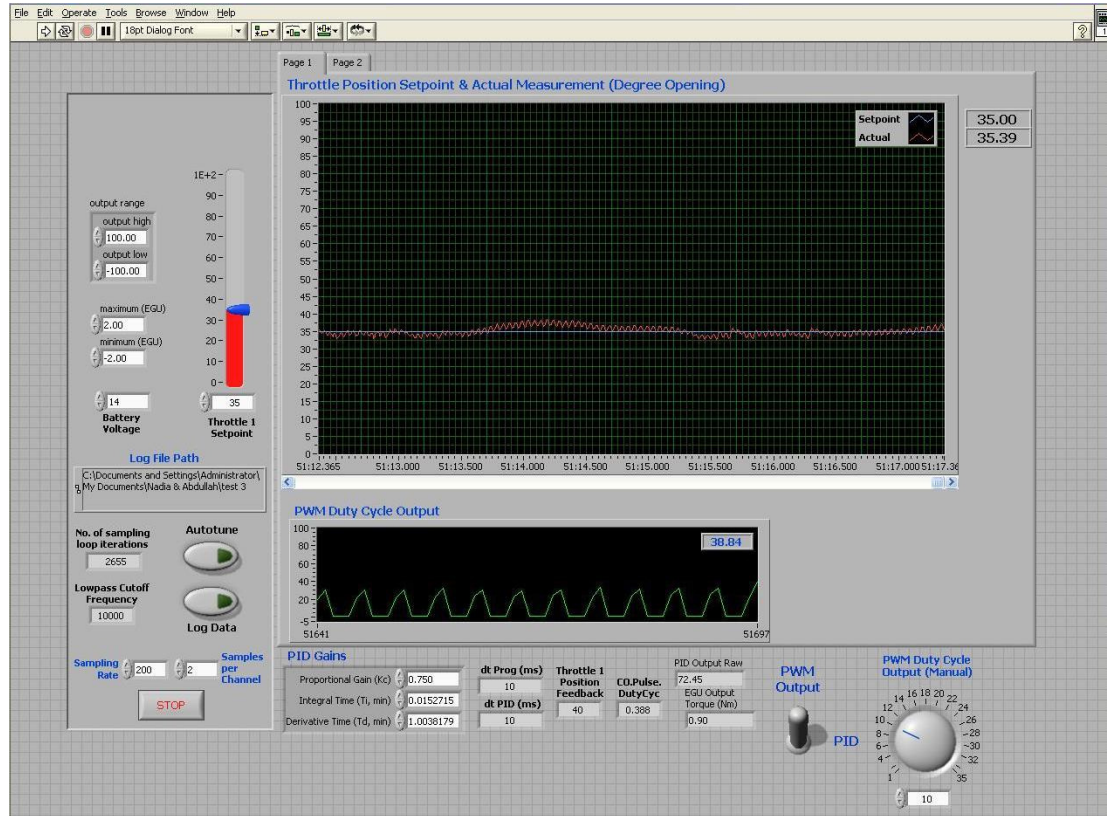 File Edit Operate Tools Browse Window Help
18pt Dialog Font
? 1
Page 1 Page 2
Throttle Position Setpoint & Actual Measurement (Degree Opening)
100
95
90
85
80
75
70
65
60
55
50
45
40
35
30
25
20
15
10
5
0
Setpoint
Actual
35.00
35.39
51:12.365 51:13.000 51:13.500 51:14.000 51:14.500 51:15.000 51:15.500 51:16.000 51:16.500 51:17.000 51:17.36
output range
output high
100.00
output low
-100.00
maximum (EGU)
2.00
minimum (EGU)
-2.00
14
Battery
Voltage
1E+2
90
80
70
60
50
40
30
20
10
0
35
Throttle 1
Setpoint
Log File Path
C:\Documents and Settings\Administrator\
My Documents\Nadia & Abdullah\test 3
No. of sampling
loop iterations
2655
Autotune
Lowpass Cutoff
Frequency
10000
Log Data
Sampling
Rate
200
2
Samples
per
Channel
STOP
PWM Duty Cycle Output
100
80
60
40
20
-5
38.84
51641 51697
PID Gains
Proportional Gain (Kc) 0.750
Integral Time (Ti, min) 0.0152715
Derivative Time (Td, min) 1.0038179
dt Prog (ms)
10
dt PID (ms)
10
Throttle 1
Position
Feedback
40
CO.Pulse.
DutyCyc
0.388
PID Output Raw
72.45
EGU Output
Torque (Nm)
0.90
PWM
Output
PID
PWM Duty Cycle
Output (Manual)
1
4
6
8
10
12
14
16
18
20
22
24
26
28
30
32
35
10